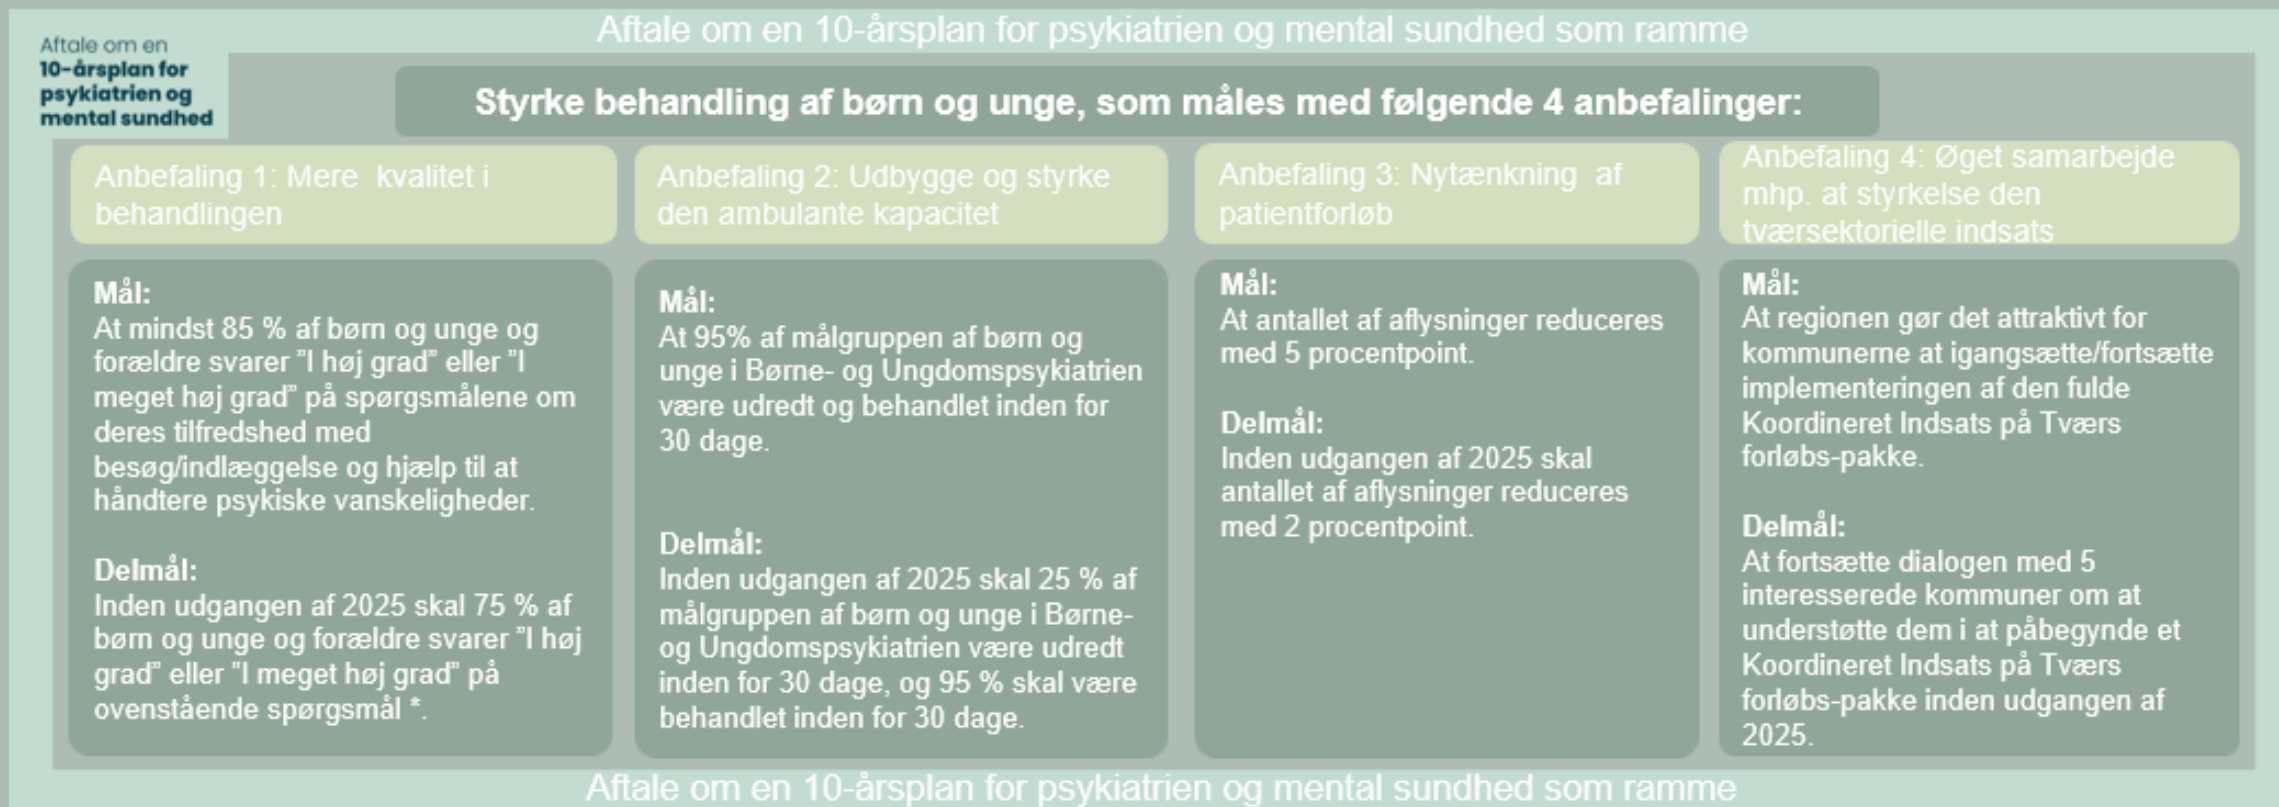 Aftale om en 10-årsplan for psykiatrien og mental sundhed som ramme
Aftale om en
10-årsplan for
psykiatrien og
mental sundhed
Styrke behandling af børn og unge, som måles med følgende 4 anbefalinger:
Anbefaling 1: Mere  kvalitet i
behandlingen
Mål:
At mindst 85 % af børn og unge og
forældre svarer ”I høj grad” eller ”I
meget høj grad” på spørgsmålene om
deres tilfredshed med
besøg/indlæggelse og hjælp til at
håndtere psykiske vanskeligheder.
Delmål:
Inden udgangen af 2025 skal 75 % af
børn og unge og forældre svarer ”I høj
grad” eller ”I meget høj grad” på
ovenstående spørgsmål *.
Anbefaling 2: Udbygge og styrke
den ambulante kapacitet
Mål:
At 95% af målgruppen af børn og
unge i Børne- og Ungdomspsykiatrien
være udredt og behandlet inden for
30 dage.
Delmål:
Inden udgangen af 2025 skal 25 % af
målgruppen af børn og unge i Børne-
og Ungdomspsykiatrien være udredt
inden for 30 dage, og 95 % skal være
behandlet inden for 30 dage.
Anbefaling 3: Nytænkning  af
patientforløb
Mål:
At antallet af aflysninger reduceres
med 5 procentpoint.
Delmål:
Inden udgangen af 2025 skal
antallet af aflysninger reduceres
med 2 procentpoint.
Anbefaling 4: Øget samarbejde
mhp. at styrkelse den
tværsektorielle indsats
Mål:
At regionen gør det attraktivt for
kommunerne at igangsætte/fortsætte
implementeringen af den fulde
Koordineret Indsats på Tværs
forløbs-pakke.
Delmål:
At fortsætte dialogen med 5
interesserede kommuner om at
understøtte dem i at påbegynde et
Koordineret Indsats på Tværs
forløbs-pakke inden udgangen af
2025.
Aftale om en 10-årsplan for psykiatrien og mental sundhed som ramme